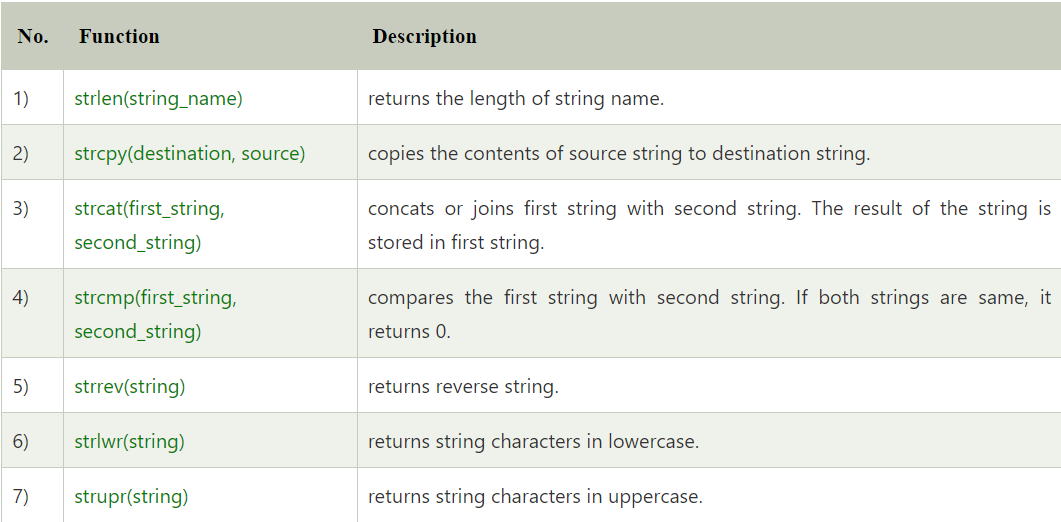 No. Function Description
1) strlen(string_name) returns the length of string name.
2) strcpy(destination, source) copies the contents of source string to destination string.
3) strcat(first_string, concats or joins first string with second string. The result of the string is
second_string) stored in first string.
4) strcmp(first_string, compares the first string with second string. If both strings are same, it
second_string) returns 0.
5) strrev(string) returns reverse string.
6) strlwr(string) returns string characters in lowercase.
7) strupr(string) returns string characters in uppercase.